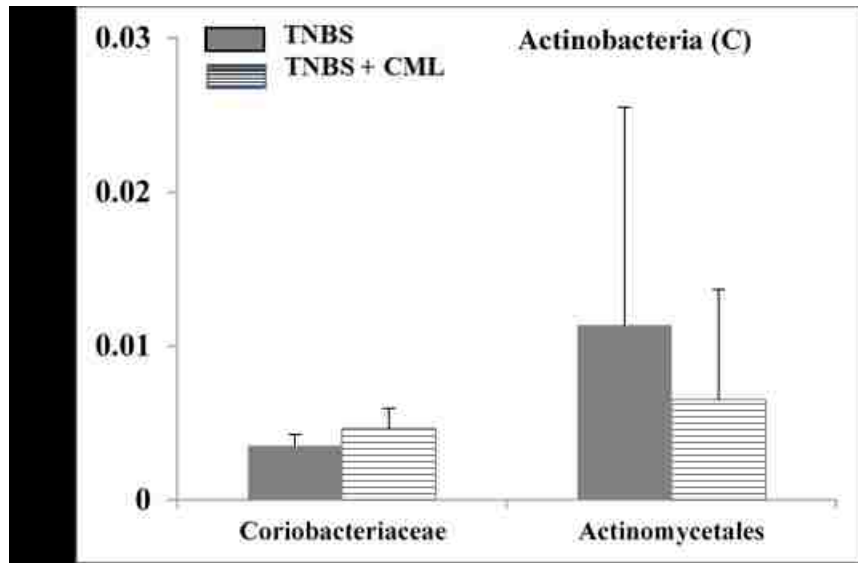 0.03
TNBS
Actinobacteria (C)
TNBS + CML
0.02
0.01
0
Coriobacteriaceae
Actinomycetales